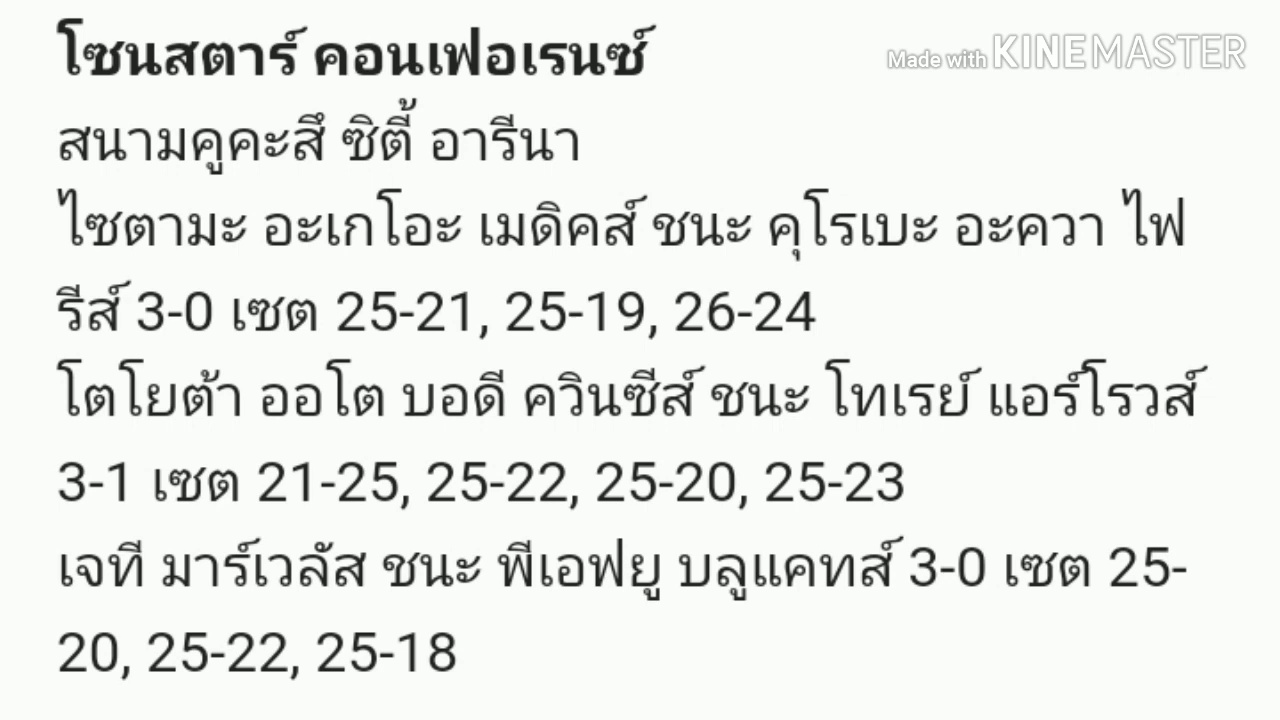 โซนสตาร์ คอนเฟอเรนซ์
Made with KINEMASTER
สนามคูคะสึ ซิตี้ อารีนา
ไซตามะ อะเกโอะ เมดิคส์ ชนะ คุโรเบะ อะควา ไฟ
รีส์ 3-0 เซต 25-21, 25-19, 26-24
โตโยต้า ออโต บอดี ควินซีส์ ชนะ โทเรย์ แอร์โรวส์
3-1 เซต 21-25, 25-22, 25-20, 25-23
เจที มาร์เวลัส ชนะ พีเอฟยู บลูแคทส์ 3-0 เซต 25-
20, 25-22, 25-18